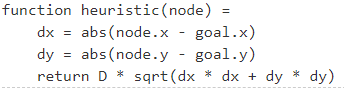 function heuristic(node) =
    dx = abs(node.x - goal.x)
    dy = abs(node.y - goal.y)
    return D * sqrt(dx * dx + dy * dy)